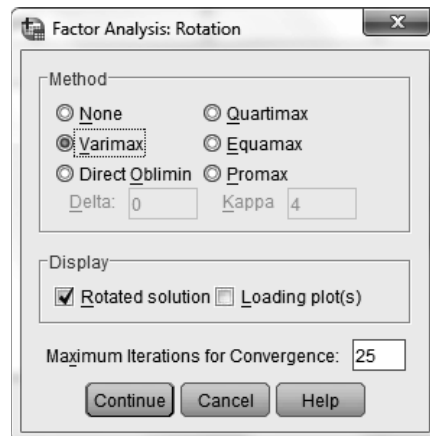 Factor Analysis: Rotation
Method
None
Quartimax
Varimax
Equamax
Direct Oblimin
Promax
Delta: 0
Kappa 4
Display
Rotated solution
Loading plot(s)
Maximum Iterations for Convergence: 25
Continue
Cancel
Help